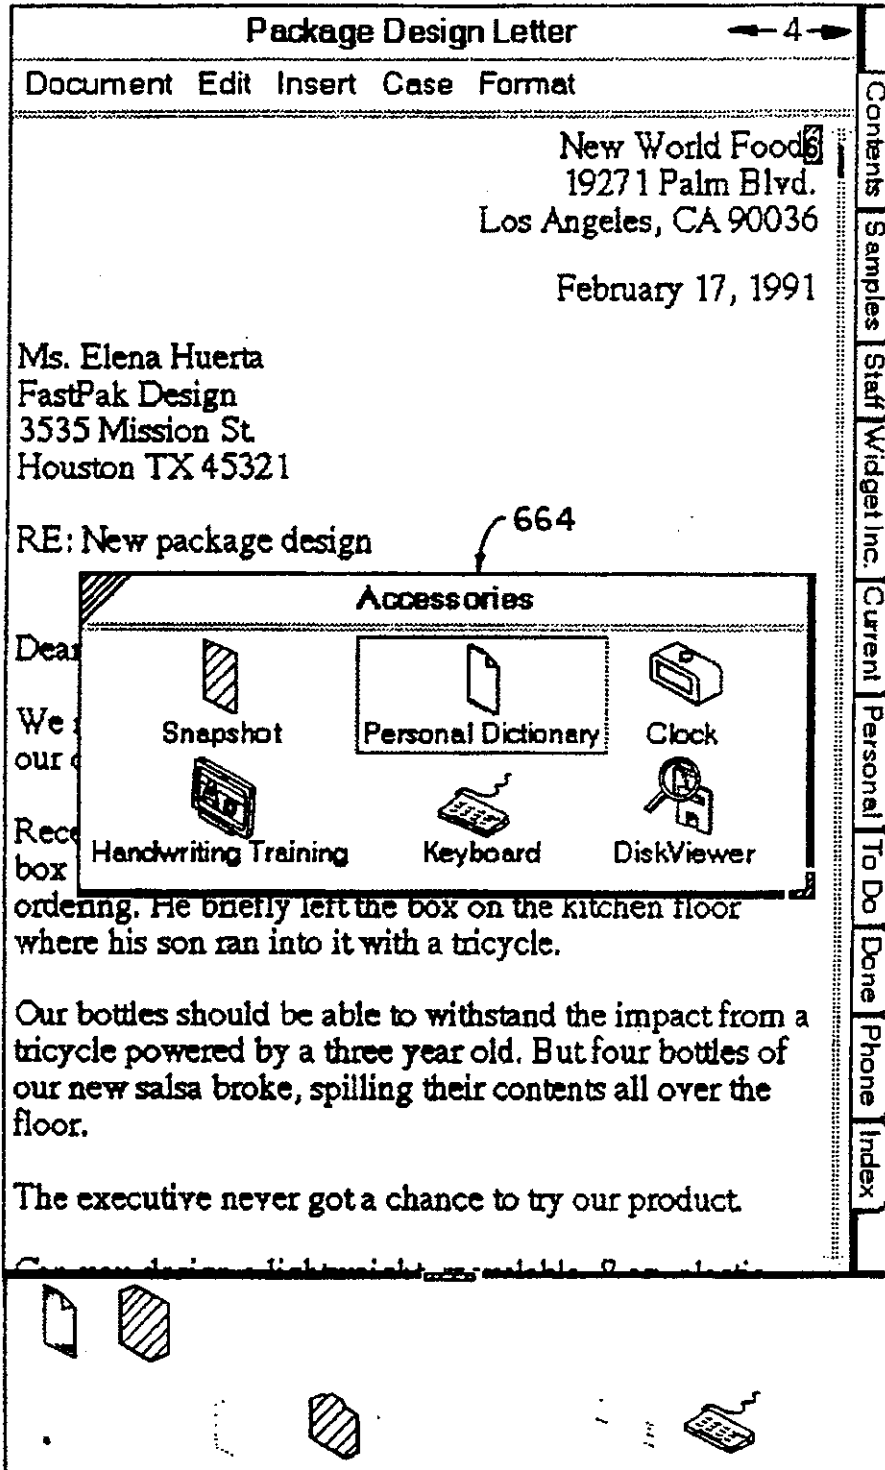 Package Design Letter
4
Document Edit Insert Case Format
New World Foods
19271 Palm Blvd.
Los Angeles, CA 90036
February 17, 1991
Ms. Elena Huerta
FastPak Design
3535 Mission St.
Houston TX 45321
RE: New package design
664
Accessories
Snapshot Personal Dictionary Clock
Handwriting Training Keyboard DiskViewer
We
box
ordering. He briefly left the box on the kitchen floor
where his son ran into it with a tricycle.
Our bottles should be able to withstand the impact from a
tricycle powered by a three year old. But four bottles of
our new salsa broke, spilling their contents all over the
floor.
The executive never got a chance to try our product.
Contents
Samples
Staff
Widget Inc.
Current
Personal
To Do
Done
Phone
Index